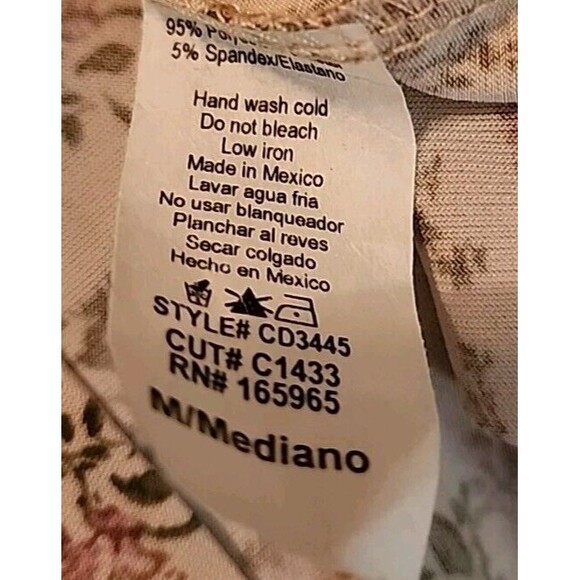 95%
5% Spandex/Elastano
Hand wash cold
Do not bleach
Low iron
Made in Mexico
Lavar agua fria
No usar blanqueador
Planchar al reves
Secar colgado
Hecho en Mexico
STYLE# CD3445
CUT# C1433
RN# 165965
M/Mediano